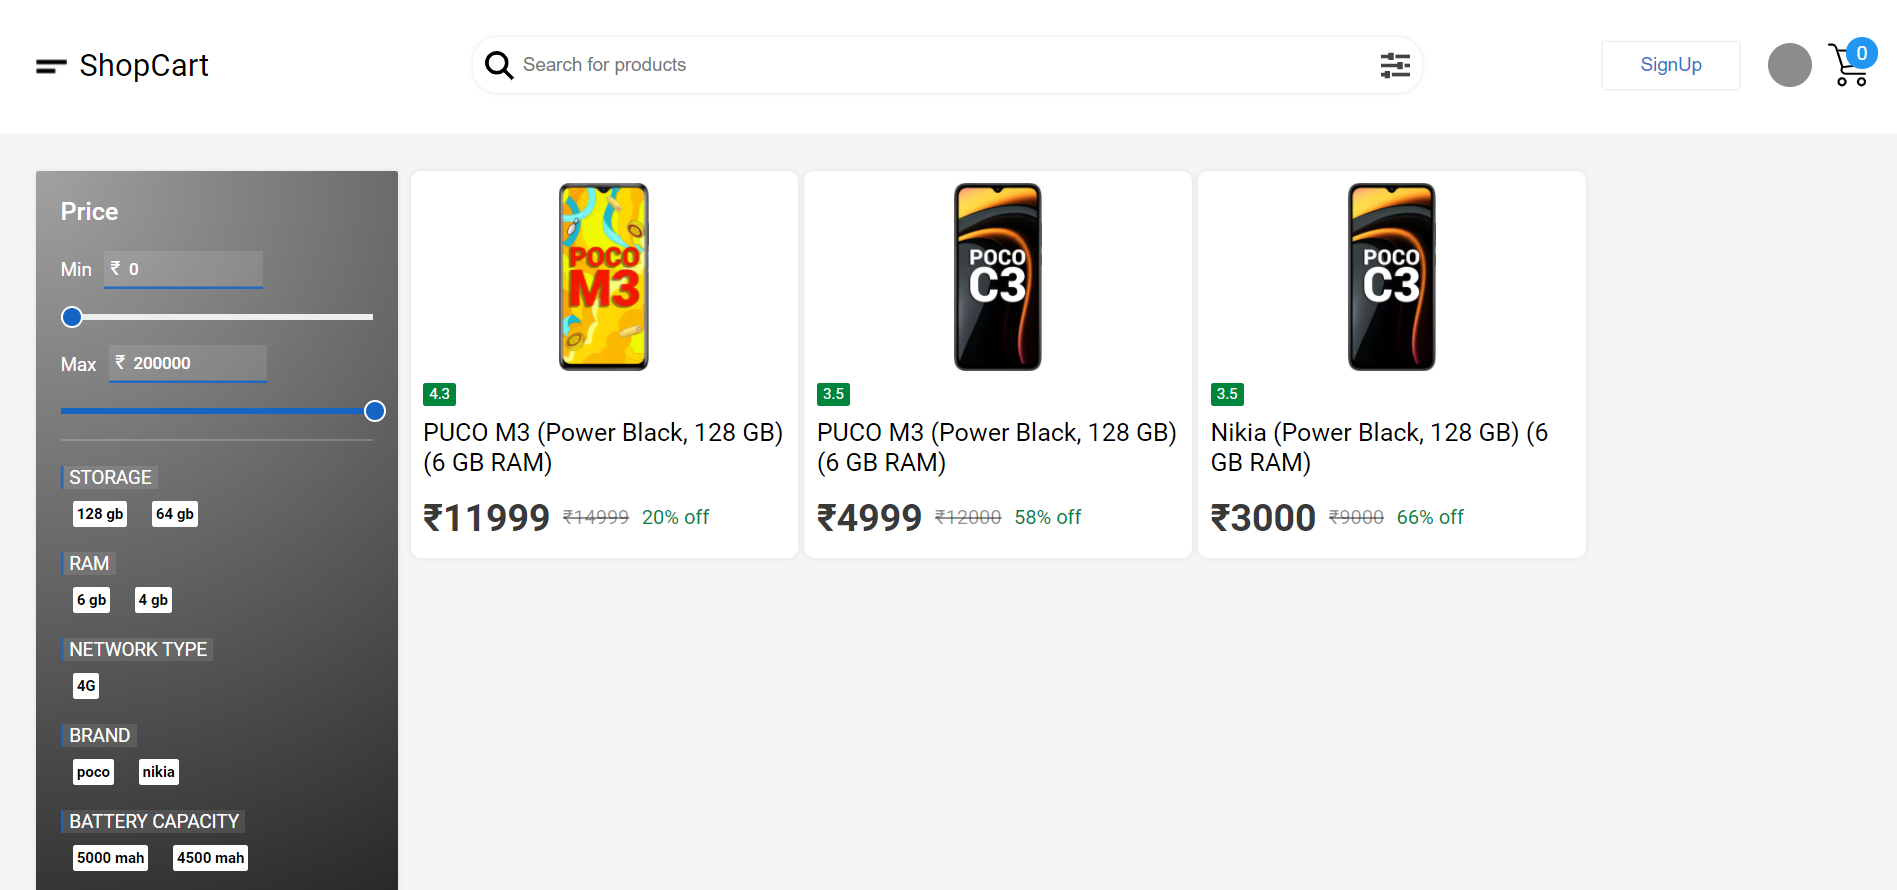 ShopCart
Search for products
SignUp
0
Price
Min ₹ 0
Max ₹ 200000
STORAGE
128 gb 64 gb
RAM
6 gb 4 gb
NETWORK TYPE
4G
BRAND
poco nikia
BATTERY CAPACITY
5000 mah 4500 mah
POCO
M3
4.3
PUCO M3 (Power Black, 128 GB)
(6 GB RAM)
₹11999 ₹14999 20% off
POCO
C3
3.5
PUCO M3 (Power Black, 128 GB)
(6 GB RAM)
₹4999 ₹12000 58% off
POCO
C3
3.5
Nikia (Power Black, 128 GB) (6
GB RAM)
₹3000 ₹9000 66% off